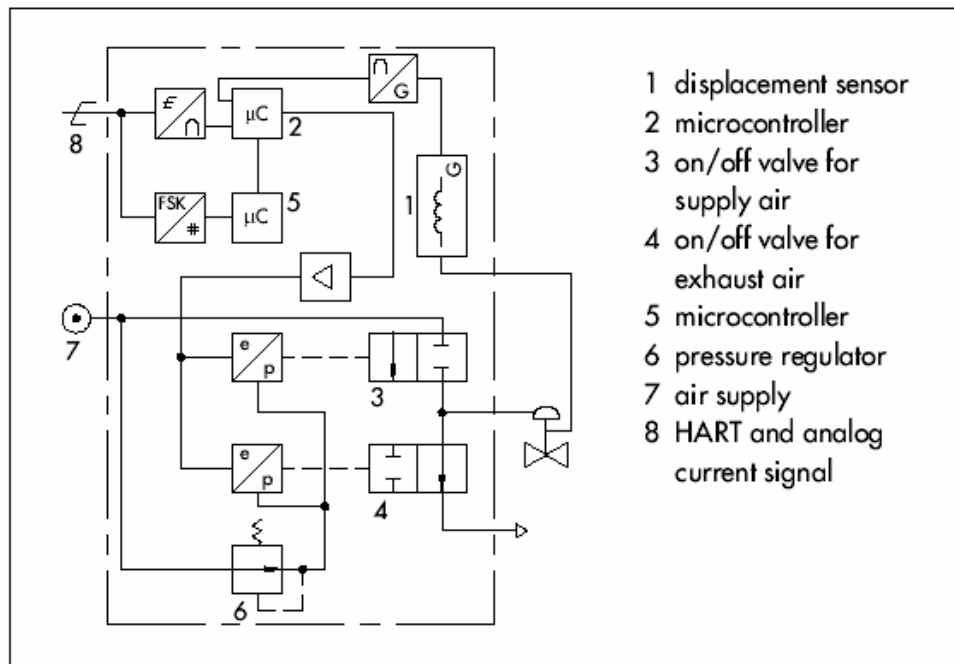 ∩
G
£
∩
µC
2
8
G
1
FSK
#
µC
5
7
e
p
3
e
p
4
6
1 displacement sensor
2 microcontroller
3 on/off valve for
supply air
4 on/off valve for
exhaust air
5 microcontroller
6 pressure regulator
7 air supply
8 HART and analog
current signal